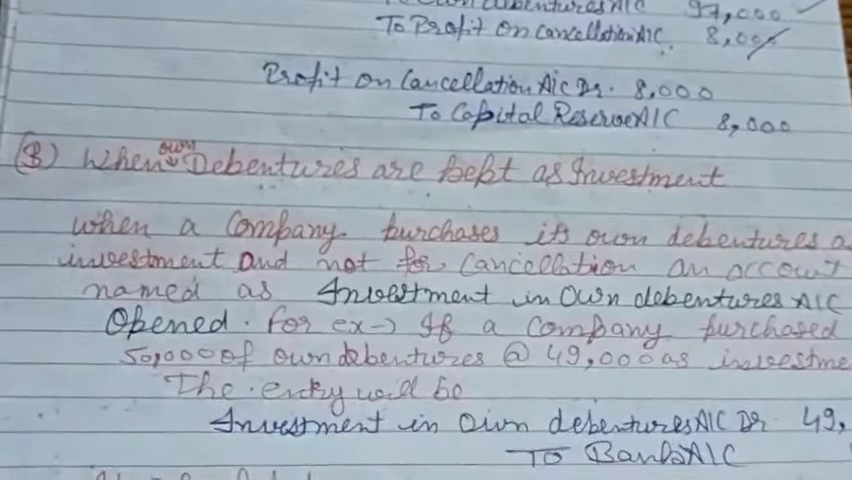 Debentures A/C 97,000
To Profit on Cancellation A/C 8,000
Profit on Cancellation A/C Dr. 8,000
To Capital Reserve A/C 8,000
(B) When own Debentures are kept as Investment
When a Company purchases its own debentures a
investment and not for cancellation an account
named as Investment in Own debentures A/C
Opened. For ex → If a Company purchased
50,000 of own debentures @ 49,000 as investme
The entry will be
Investment in Own debentures A/C Dr. 49,
To Bank A/C